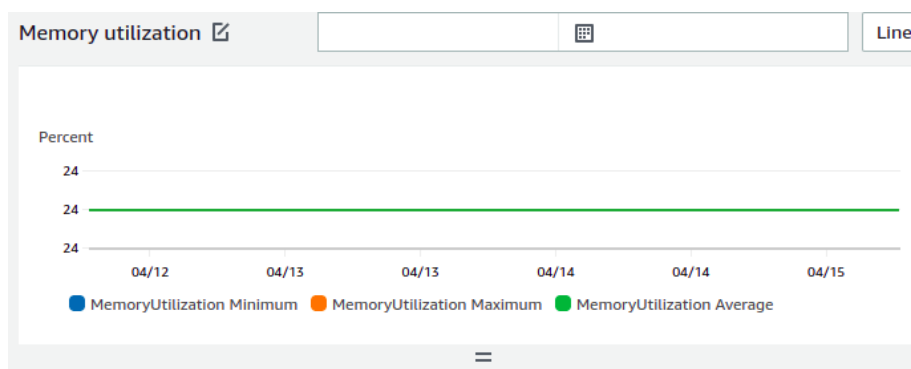 Memory utilization
Line
Percent
24
24
24
04/12 04/13 04/13 04/14 04/14 04/15
MemoryUtilization Minimum MemoryUtilization Maximum MemoryUtilization Average